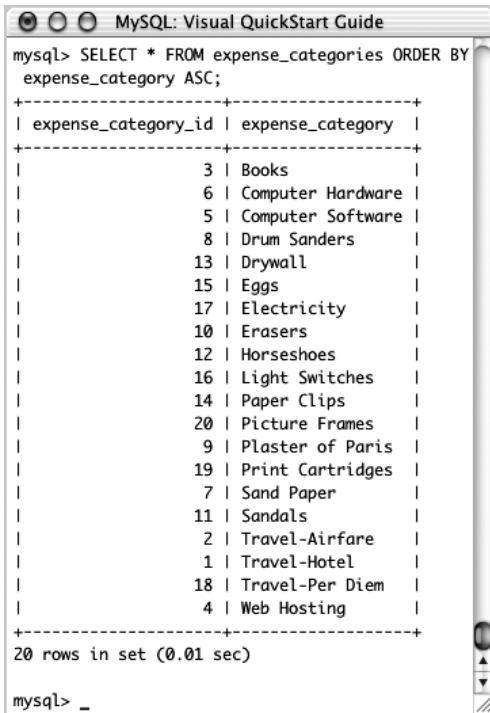 MySQL: Visual QuickStart Guide
mysql> SELECT * FROM expense_categories ORDER BY
 expense_category ASC;
+---------------------+-------------------+
| expense_category_id | expense_category  |
+---------------------+-------------------+
|                   3 | Books             |
|                   6 | Computer Hardware |
|                   5 | Computer Software |
|                   8 | Drum Sanders      |
|                  13 | Drywall           |
|                  15 | Eggs              |
|                  17 | Electricity       |
|                  10 | Erasers           |
|                  12 | Horseshoes        |
|                  16 | Light Switches    |
|                  14 | Paper Clips       |
|                  20 | Picture Frames    |
|                   9 | Plaster of Paris  |
|                  19 | Print Cartridges  |
|                   7 | Sand Paper        |
|                  11 | Sandals           |
|                   2 | Travel-Airfare    |
|                   1 | Travel-Hotel      |
|                  18 | Travel-Per Diem   |
|                   4 | Web Hosting       |
+---------------------+-------------------+
20 rows in set (0.01 sec)
mysql> _